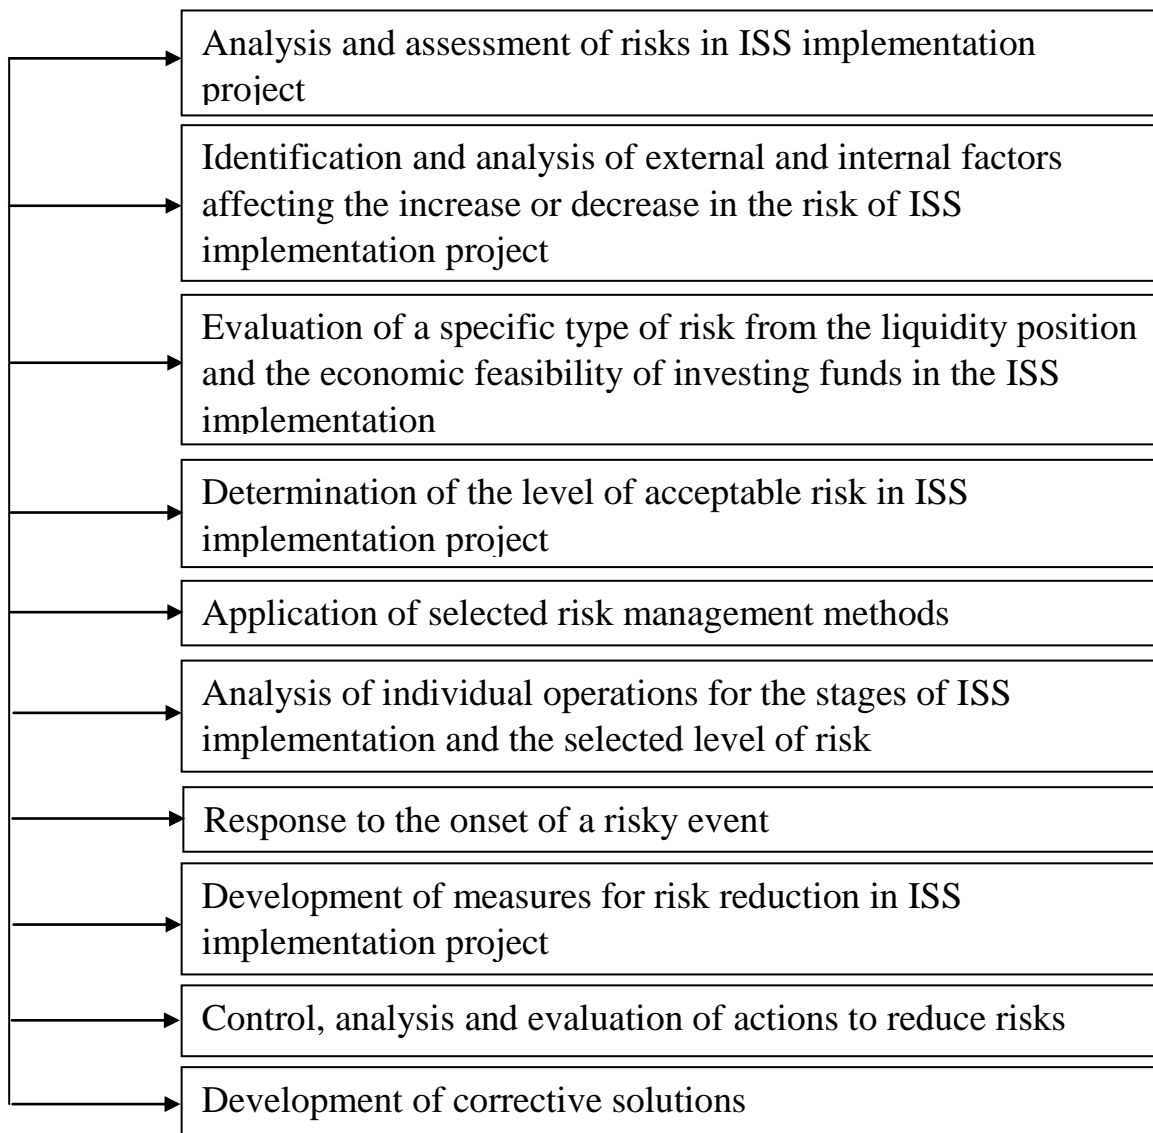 Analysis and assessment of risks in ISS implementation
project
Identification and analysis of external and internal factors
affecting the increase or decrease in the risk of ISS
implementation project
Evaluation of a specific type of risk from the liquidity position
and the economic feasibility of investing funds in the ISS
implementation
Determination of the level of acceptable risk in ISS
implementation project
Application of selected risk management methods
Analysis of individual operations for the stages of ISS
implementation and the selected level of risk
Response to the onset of a risky event
Development of measures for risk reduction in ISS
implementation project
Control, analysis and evaluation of actions to reduce risks
Development of corrective solutions